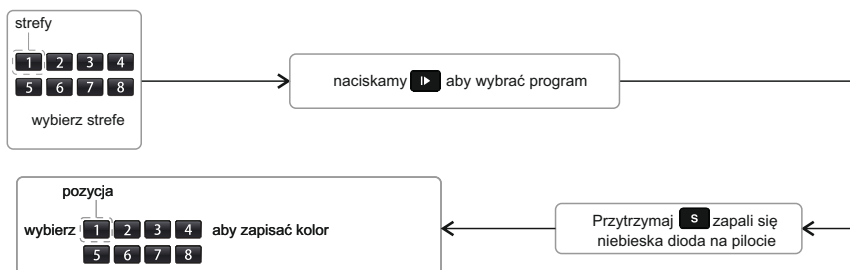 strefy
1 2 3 4
5 6 7 8
wybierz strefe
naciskamy aby wybrać program
pozycja
wybierz 1 2 3 4 aby zapisać kolor
5 6 7 8
Przytrzymaj S zapali się
niebieska dioda na pilocie